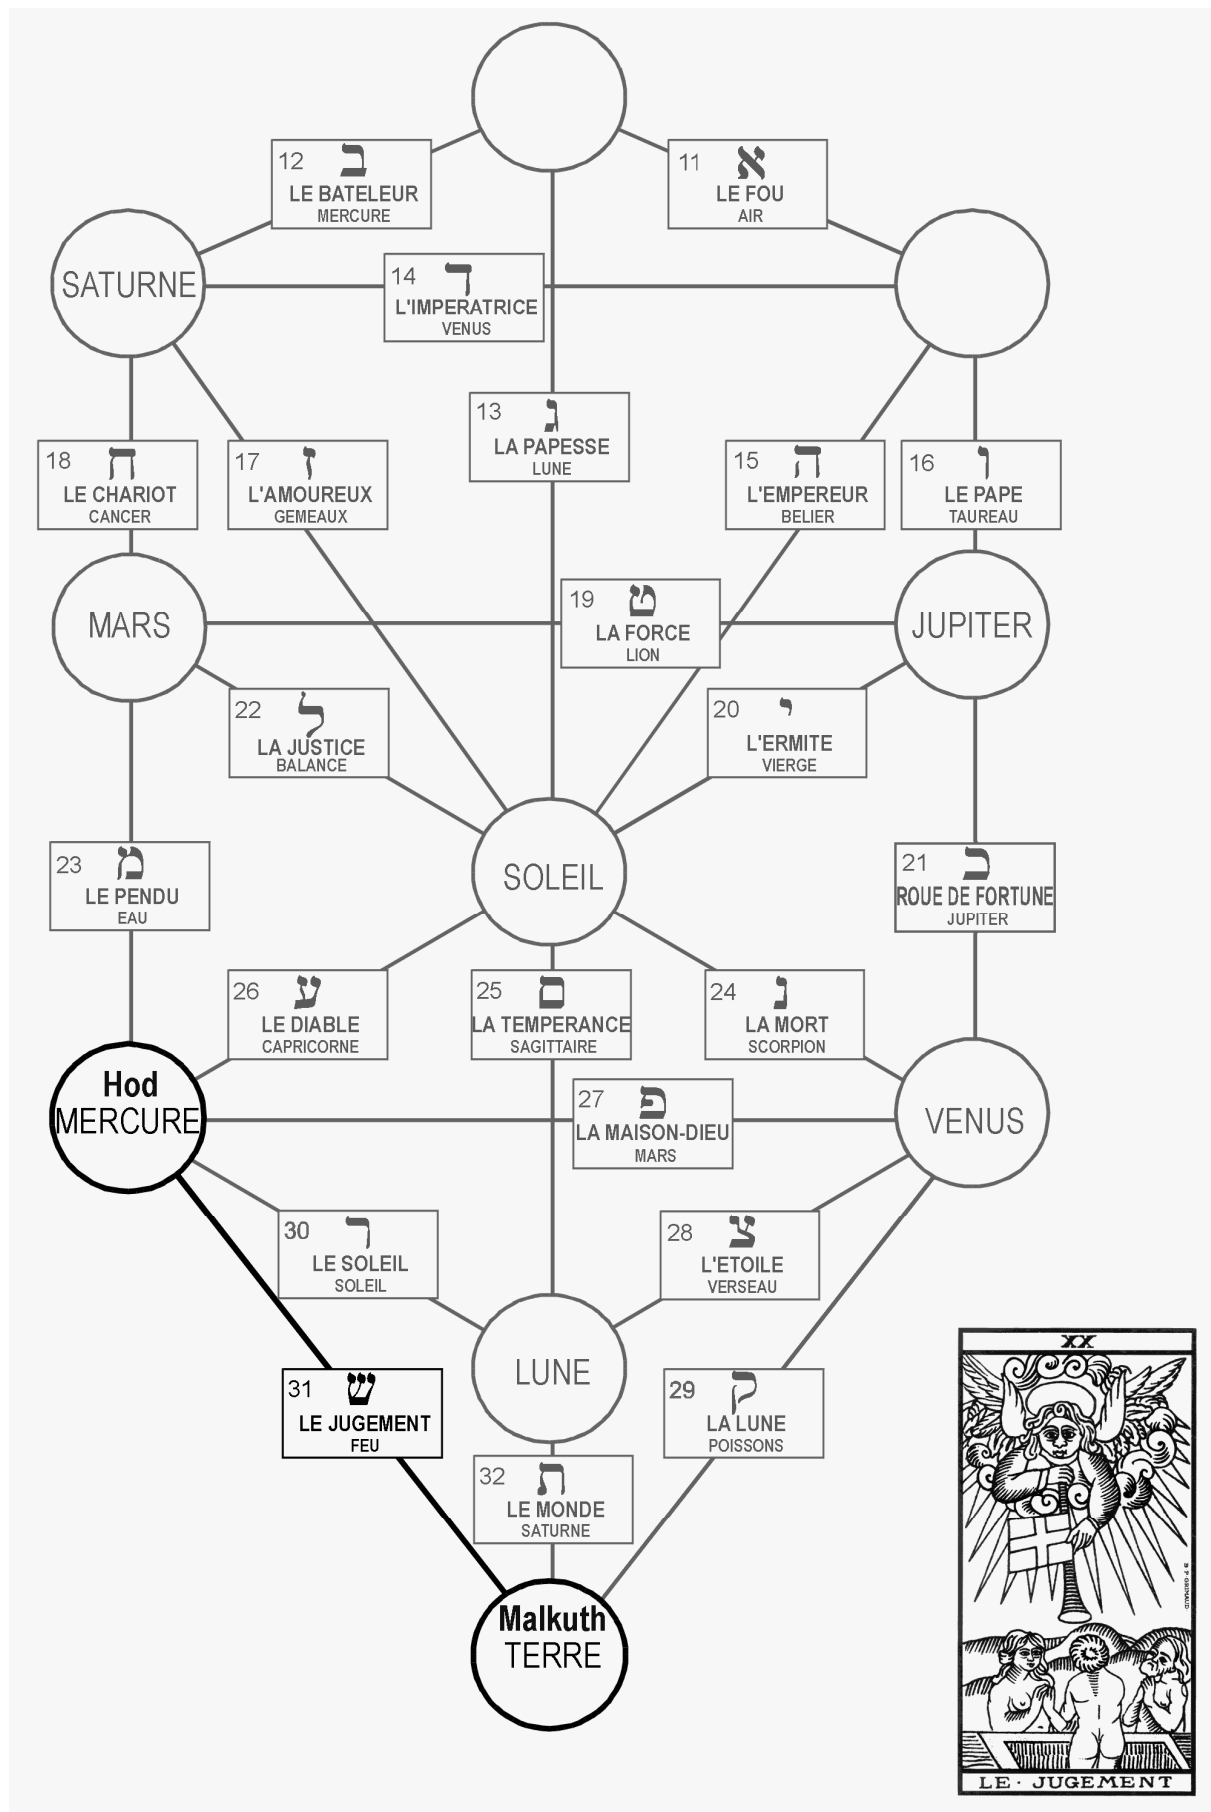 12 ב
LE BATELEUR
MERCURE
11 א
LE FOU
AIR
SATURNE
14 ד
L'IMPERATRICE
VENUS
13 ג
LA PAPESSE
LUNE
18 ח
LE CHARIOT
CANCER
17 ז
L'AMOUREUX
GEMEAUX
15 ה
L'EMPEREUR
BELIER
16 ו
LE PAPE
TAUREAU
MARS
19 ט
LA FORCE
LION
JUPITER
22 ל
LA JUSTICE
BALANCE
20 י
L'ERMITE
VIERGE
23 מ
LE PENDU
EAU
SOLEIL
21 כ
ROUE DE FORTUNE
JUPITER
26 ע
LE DIABLE
CAPRICORNE
25 ם
LA TEMPERANCE
SAGITTAIRE
24 נ
LA MORT
SCORPION
Hod
MERCURE
27 פ
LA MAISON-DIEU
MARS
VENUS
30 ר
LE SOLEIL
SOLEIL
28 צ
L'ETOILE
VERSEAU
LUNE
31 ש
LE JUGEMENT
FEU
29 ק
LA LUNE
POISSONS
32 ת
LE MONDE
SATURNE
Malkuth
TERRE
XX
B P GRIMAUD
LE · JUGEMENT